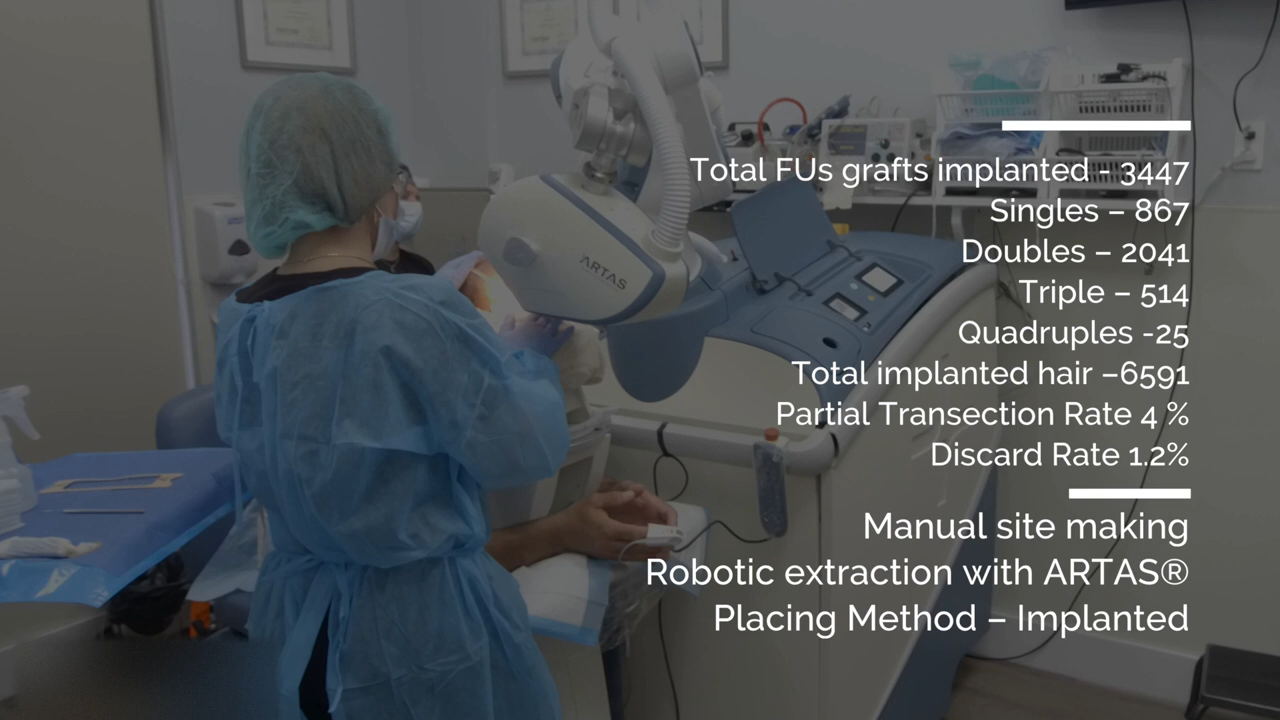 Total FUs grafts implanted - 3447
Singles – 867
Doubles – 2041
Triple – 514
Quadruples -25
Total implanted hair –6591
Partial Transection Rate 4 %
Discard Rate 1.2%
Manual site making
Robotic extraction with ARTAS®
Placing Method – Implanted
ARTAS